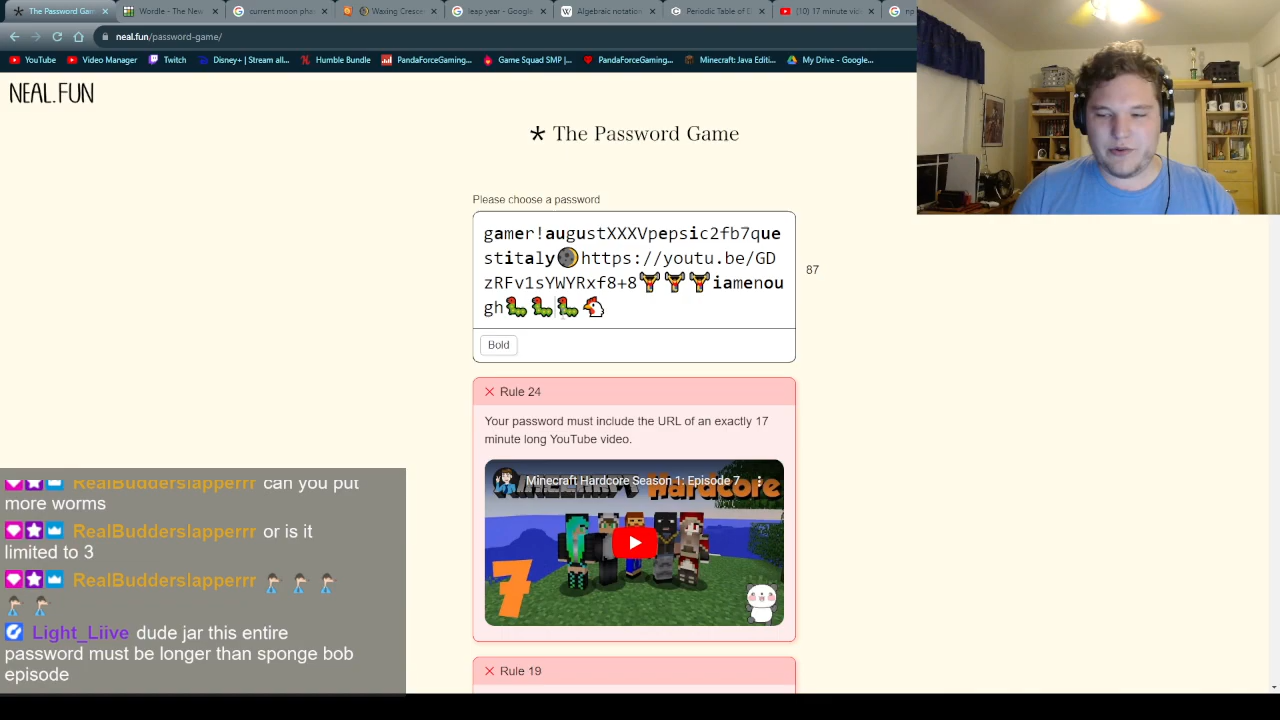 The Password Gam
Wordle - The New
current moon pha
Waxing Crescen
leap year - Google
Algebraic notation
Periodic Table of E
(10) 17 minute vide
neal.fun/password-game/
YouTube
Video Manager
Twitch
Disney+ | Stream all...
Humble Bundle
PandaForceGaming...
Game Squad SMP |...
PandaForceGaming...
Minecraft: Java Editi...
My Drive - Google...
NEAL.FUN
* The Password Game
Please choose a password
gamer!augustXXXVpepsic2fb7que
stitaly🌘https://youtu.be/GD
zRFv1sYWYRxf8+8🏋️🏋️🏋️iamenou
gh🐛🐛🐛🐔
87
Bold
Rule 24
Your password must include the URL of an exactly 17
minute long YouTube video.
Minecraft Hardcore Season 1: Episode 7
Hardcore
7
Rule 19
RealBudderslapperrr can you put
more worms
RealBudderslapperrr or is it
limited to 3
RealBudderslapperrr
Light_Liive dude jar this entire
password must be longer than sponge bob
episode